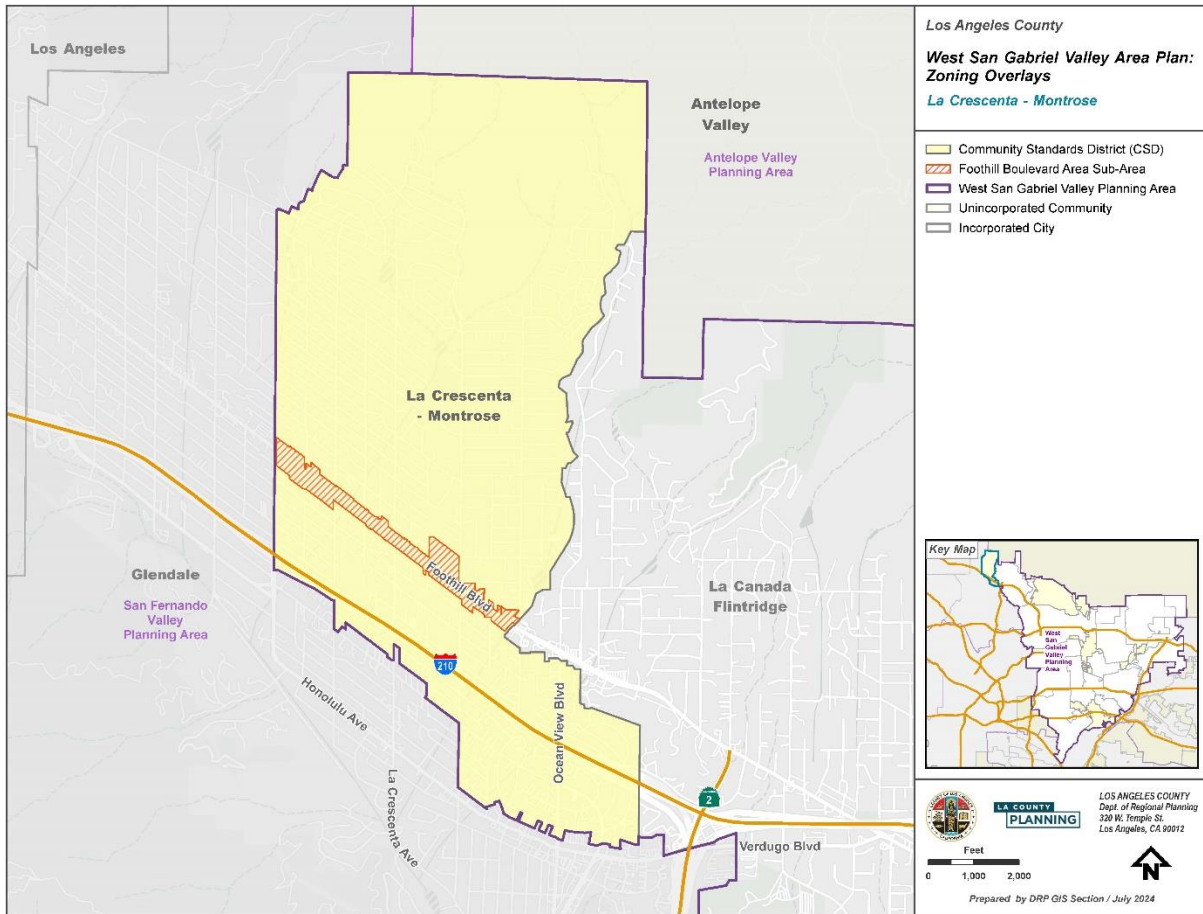 Los Angeles
Antelope
Valley
Antelope Valley
Planning Area
La Crescenta
- Montrose
Foothill Blvd
Glendale
San Fernando
Valley
Planning Area
La Canada
Flintridge
210
Honolulu Ave
Ocean View Blvd
La Crescenta Ave
2
Verdugo Blvd
Los Angeles County
West San Gabriel Valley Area Plan:
Zoning Overlays
La Crescenta - Montrose
Community Standards District (CSD)
Foothill Boulevard Area Sub-Area
West San Gabriel Valley Planning Area
Unincorporated Community
Incorporated City
Key Map
West
San
Gabriel
Valley
Planning
Area
LA COUNTY
PLANNING
LOS ANGELES COUNTY
Dept. of Regional Planning
320 W. Temple St.
Los Angeles, CA 90012
Feet
0 1,000 2,000
N
Prepared by DRP GIS Section / July 2024